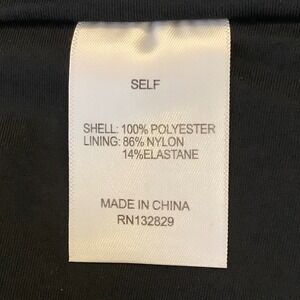 SELF
SHELL: 100% POLYESTER
LINING: 86% NYLON
14%ELASTANE
MADE IN CHINA
RN132829